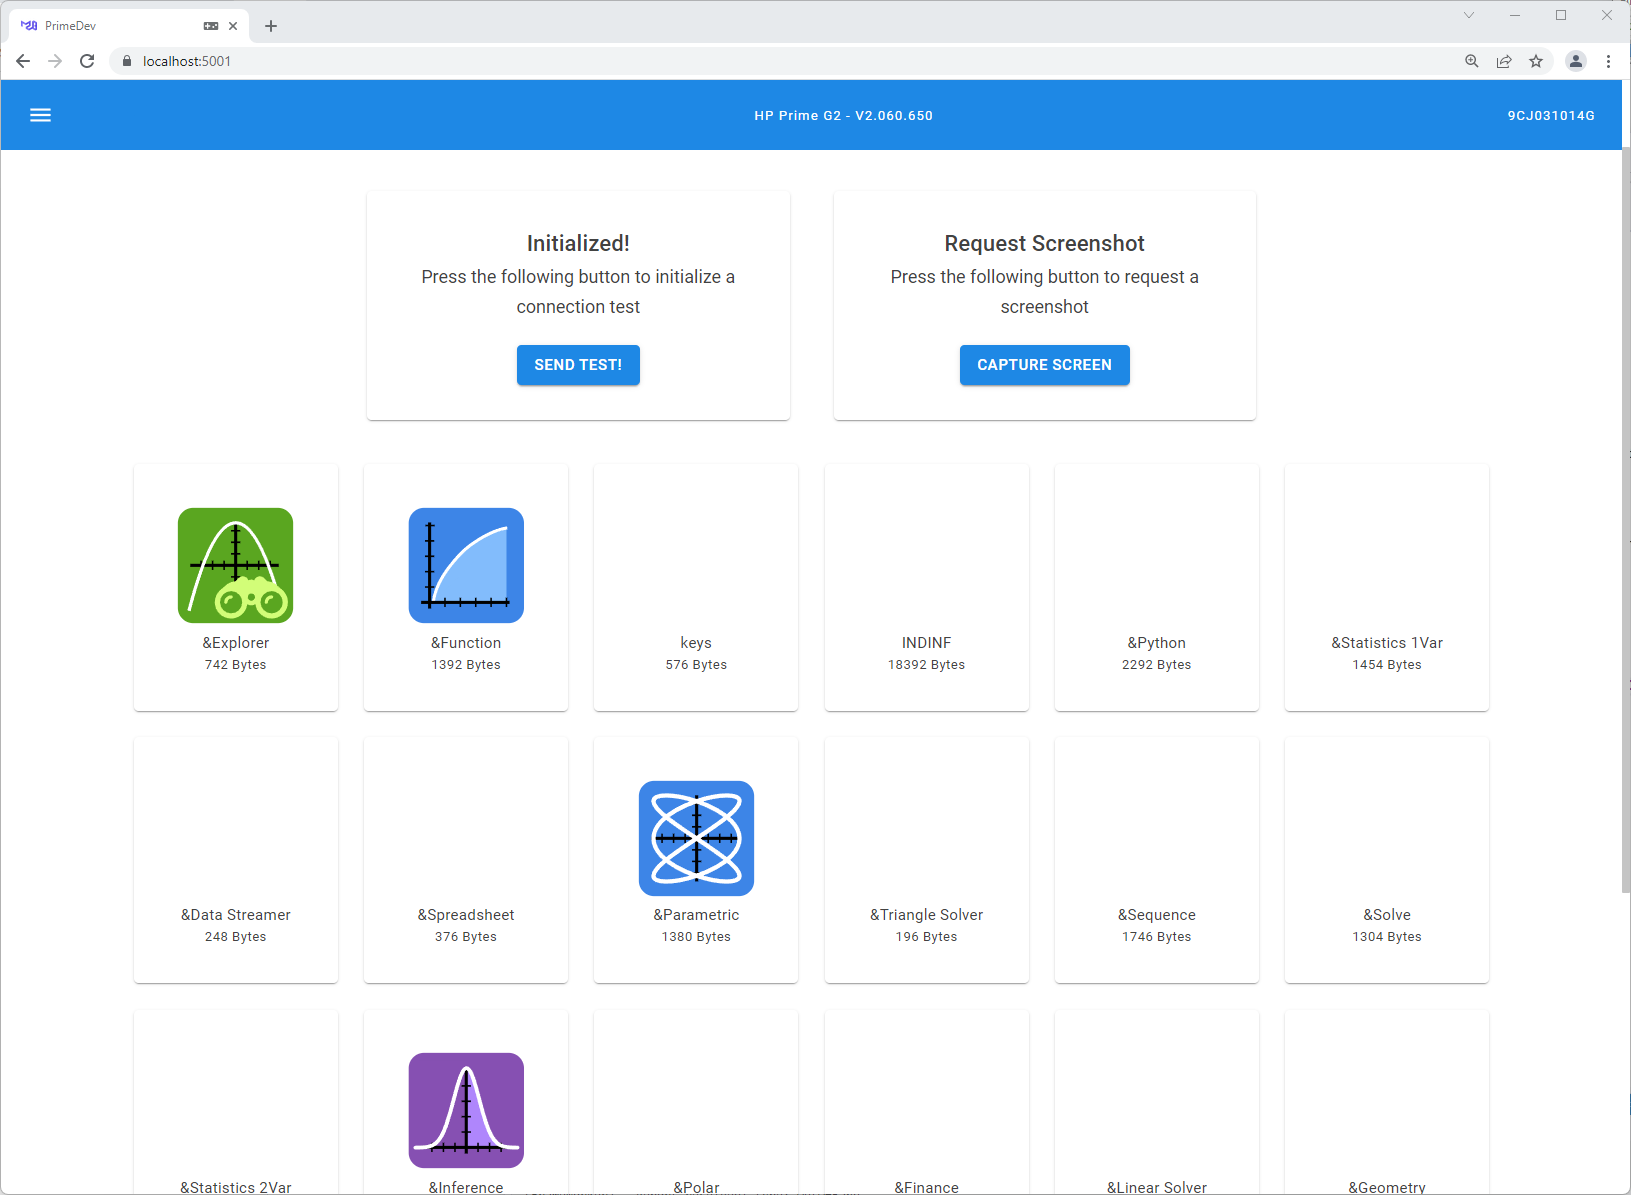 PrimeDev
localhost:5001
HP Prime G2 - V2.060.650
9CJ031014G
Initialized!
Press the following button to initialize a
connection test
SEND TEST!
Request Screenshot
Press the following button to request a
screenshot
CAPTURE SCREEN
&Explorer
742 Bytes
&Function
1392 Bytes
keys
576 Bytes
INDINF
18392 Bytes
&Python
2292 Bytes
&Statistics 1Var
1454 Bytes
&Data Streamer
248 Bytes
&Spreadsheet
376 Bytes
&Parametric
1380 Bytes
&Triangle Solver
196 Bytes
&Sequence
1746 Bytes
&Solve
1304 Bytes
&Statistics 2Var
&Inference
&Polar
&Finance
&Linear Solver
&Geometry